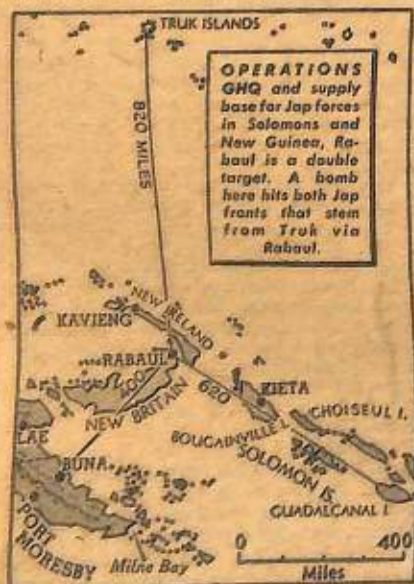 TRUK ISLANDS
OPERATIONS
GHQ and supply
base for Jap forces
in Solomons and
New Guinea, Ra-
baul is a double
target. A bomb
here hits both Jap
fronts that stem
from Truk via
Rabaul.
820 MILES
NEW IRELAND
KAVIENG
RABAUL
400
620
KIETA
NEW BRITAIN
CHOISEUL I.
LAE
BOUGAINVILLE I.
SOLOMON IS.
BUNA
GUADALCANAL I.
PORT
MORESBY
Milne Bay
0 400
Miles